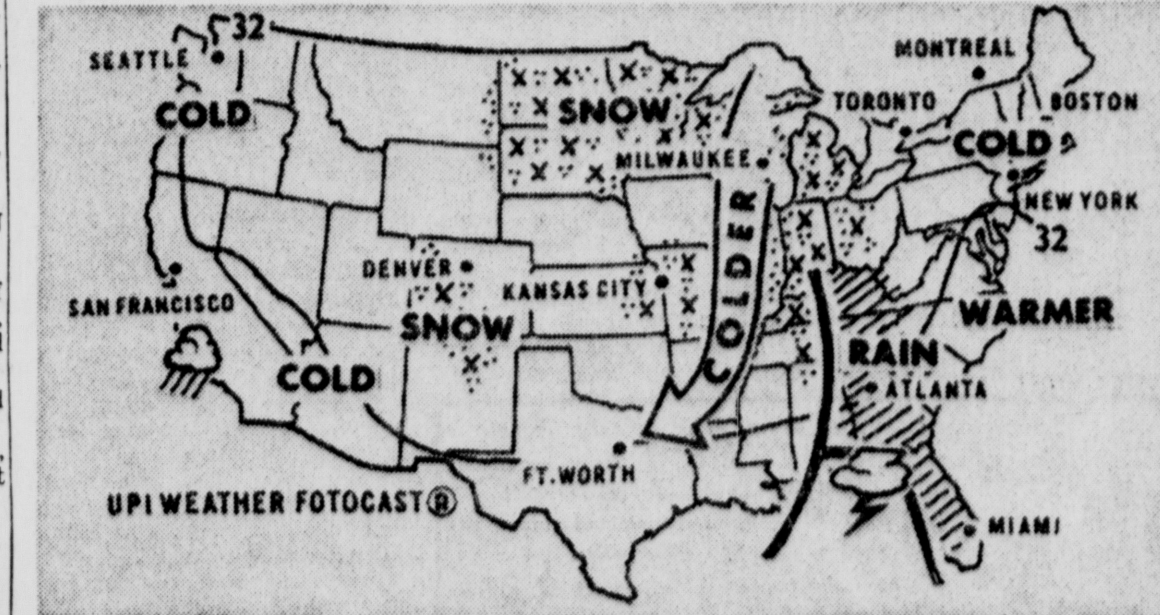 32
SEATTLE
COLD
MONTREAL
TORONTO
BOSTON
SNOW
COLD
MILWAUKEE
NEW YORK
32
COLDER
DENVER
KANSAS CITY
SAN FRANCISCO
SNOW
WARMER
RAIN
COLD
ATLANTA
FT. WORTH
UPI WEATHER FOTOCAST®
MIAMI